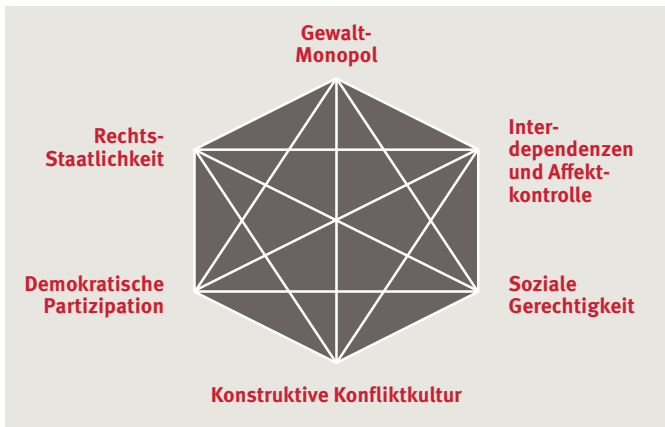 Gewalt-
Monopol
Rechts-
Staatlichkeit
Inter-
dependenzen
und Affekt-
kontrolle
Demokratische
Partizipation
Soziale
Gerechtigkeit
Konstruktive Konfliktkultur